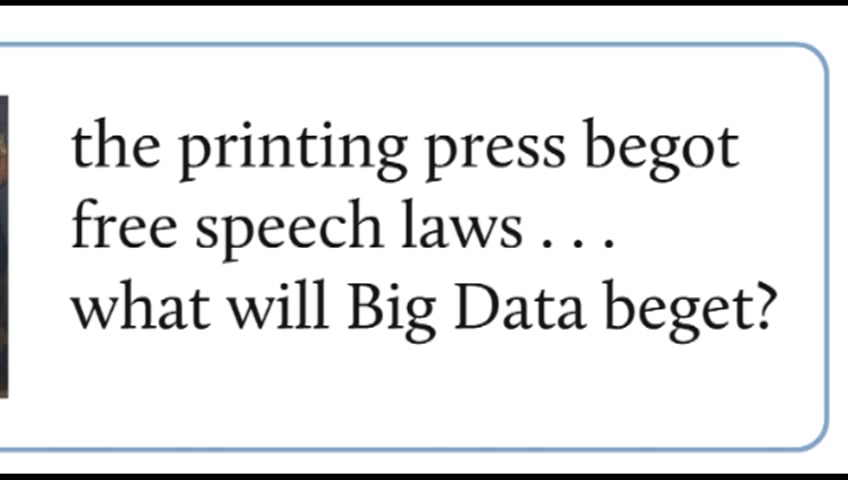 the printing press begot
free speech laws . . .
what will Big Data beget?